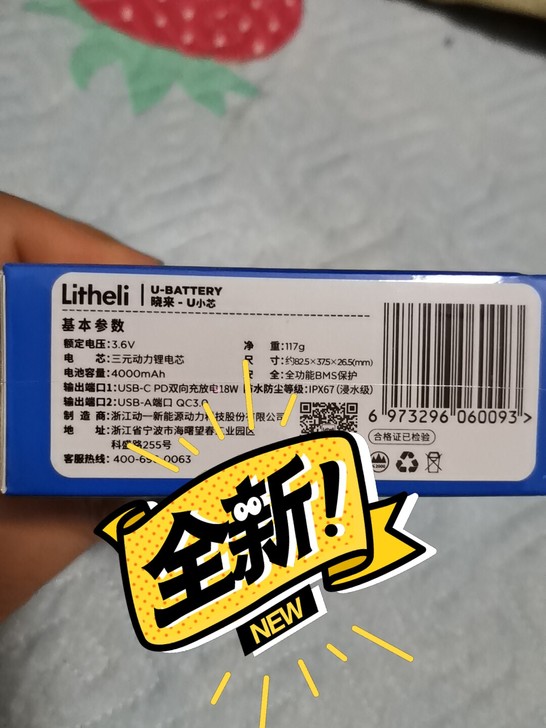 Litheli
U-BATTERY
晓来 - U小芯
基本参数
额定电压:3.6V
净 重:117g
电 芯:三元动力锂电芯
尺 寸:约82.5×37.5×26.5(mm)
电池容量:4000mAh
全:全功能BMS保护
输出端口1:USB-C PD双向充放电18W
水防尘等级:IPX67(浸水级)
输出端口2:USB-A端口 QC3.0
制 造 商:浙江动一新能源动力科技股份有限公司
地 址:浙江省宁波市海曙望春工业园区
科盛路255号
客服热线:
6 973296 060093 >
合格证已检验
全新!
NEW